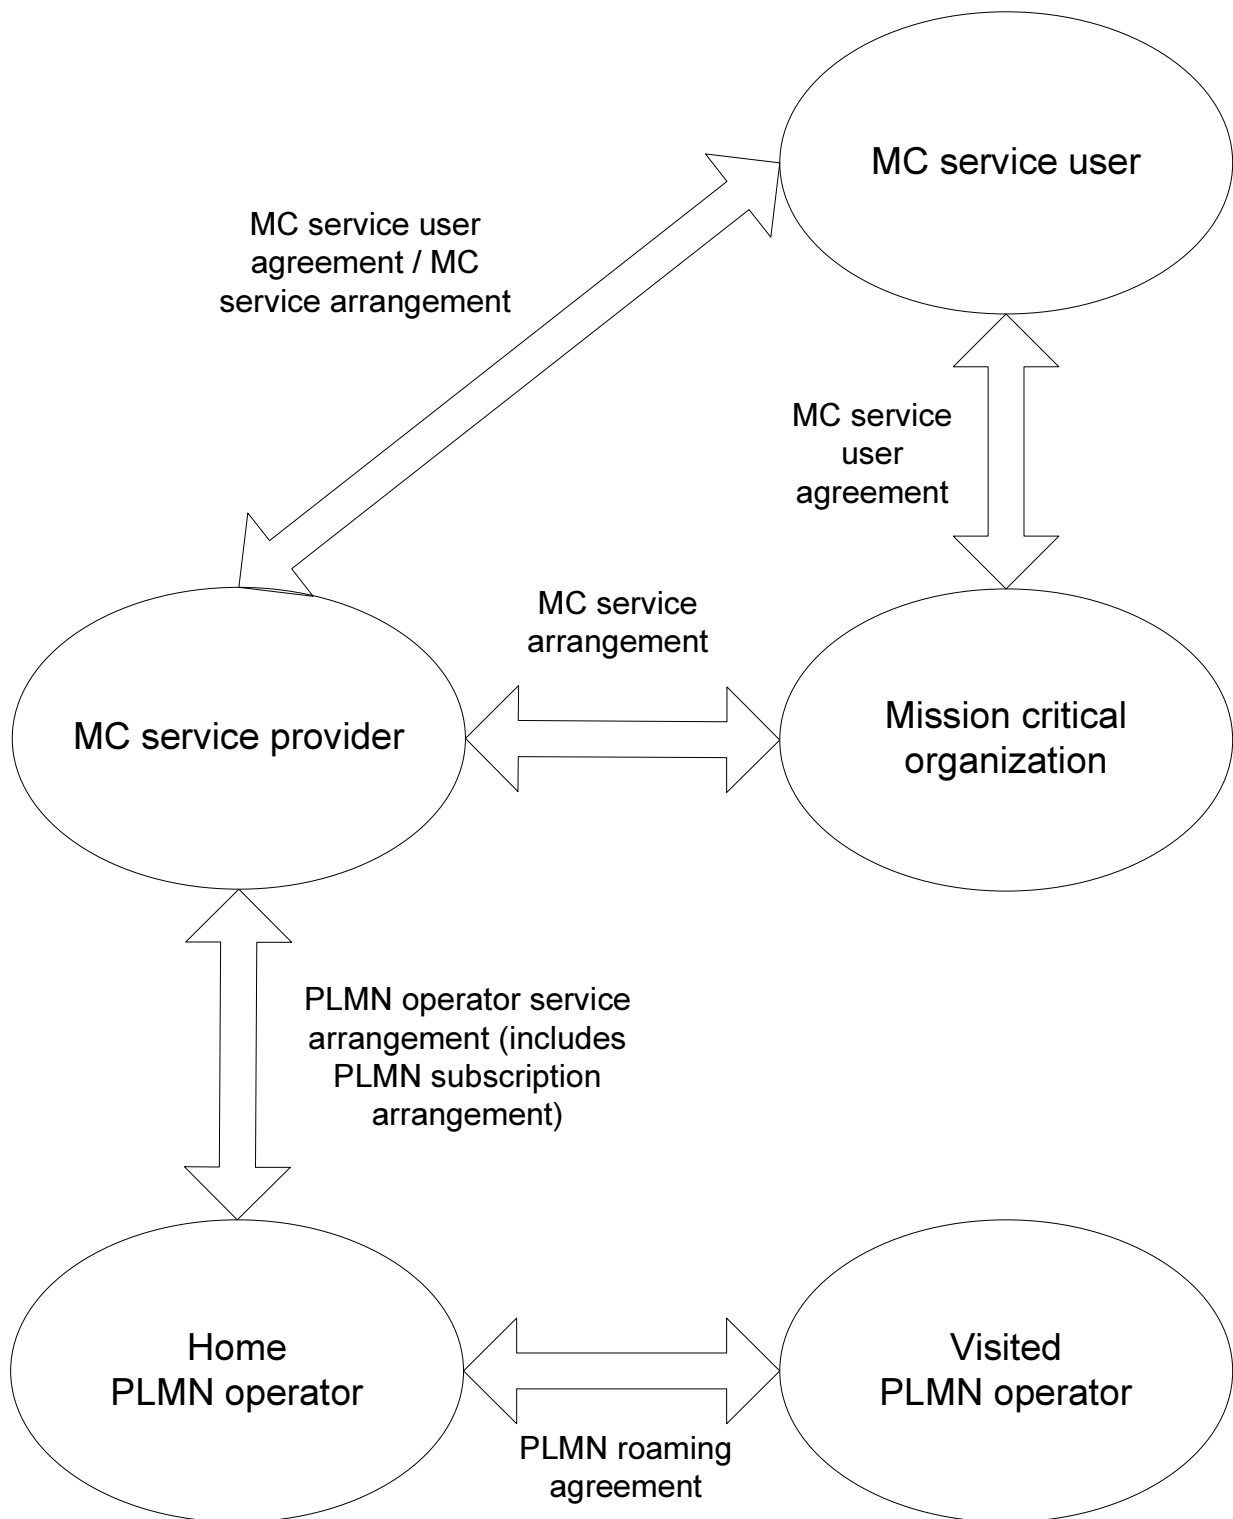 MC service user
MC service user
agreement / MC
service arrangement
MC service
user
agreement
MC service
arrangement
MC service provider
Mission critical
organization
PLMN operator service
arrangement (includes
PLMN subscription
arrangement)
Home
PLMN operator
Visited
PLMN operator
PLMN roaming
agreement